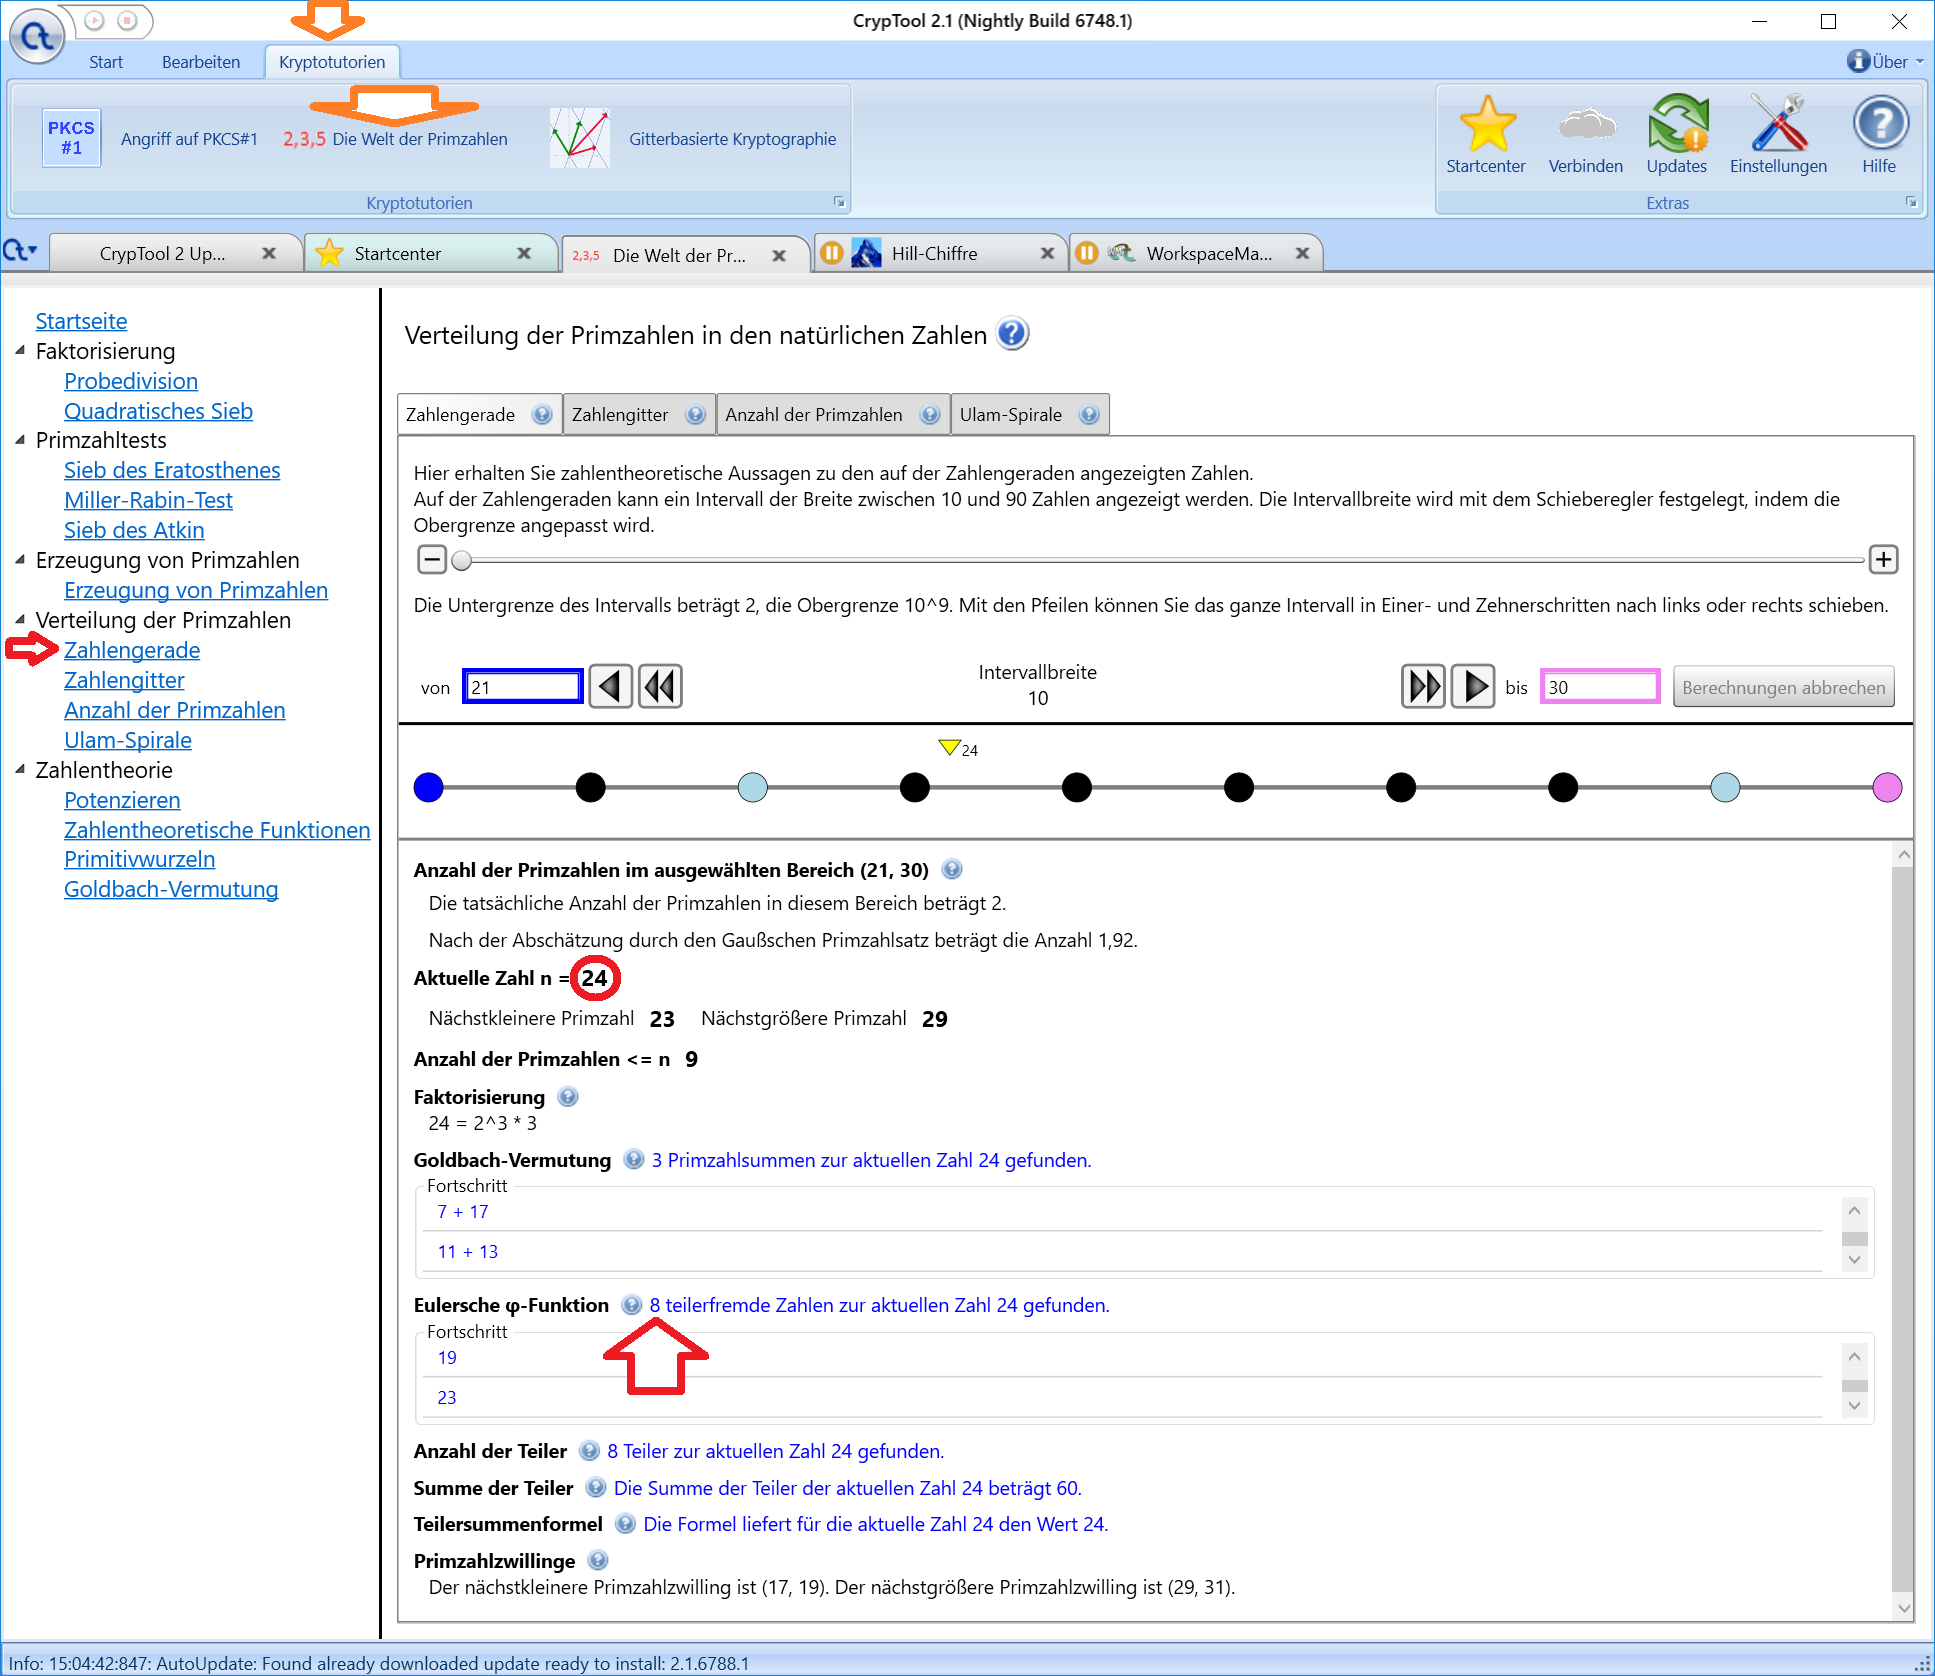 CrypTool 2.1 (Nightly Build 6748.1)
Start Bearbeiten Kryptotutorien Über
PKCS #1 Angriff auf PKCS#1 2,3,5 Die Welt der Primzahlen Gitterbasierte Kryptographie
Startcenter Verbinden Updates Einstellungen Hilfe
Kryptotutorien Extras
CrypTool 2 Up... Startcenter 2,3,5 Die Welt der Pr... Hill-Chiffre WorkspaceMa...
Startseite
Faktorisierung
Probedivision
Quadratisches Sieb
Primzahltests
Sieb des Eratosthenes
Miller-Rabin-Test
Sieb des Atkin
Erzeugung von Primzahlen
Erzeugung von Primzahlen
Verteilung der Primzahlen
Zahlengerade
Zahlengitter
Anzahl der Primzahlen
Ulam-Spirale
Zahlentheorie
Potenzieren
Zahlentheoretische Funktionen
Primitivwurzeln
Goldbach-Vermutung
Verteilung der Primzahlen in den natürlichen Zahlen
Zahlengerade Zahlengitter Anzahl der Primzahlen Ulam-Spirale
Hier erhalten Sie zahlentheoretische Aussagen zu den auf der Zahlengeraden angezeigten Zahlen.
Auf der Zahlengeraden kann ein Intervall der Breite zwischen 10 und 90 Zahlen angezeigt werden. Die Intervallbreite wird mit dem Schieberegler festgelegt, indem die
Obergrenze angepasst wird.
Die Untergrenze des Intervalls beträgt 2, die Obergrenze 10^9. Mit den Pfeilen können Sie das ganze Intervall in Einer- und Zehnerschritten nach links oder rechts schieben.
von 21 Intervallbreite 10 bis 30 Berechnungen abbrechen
24
Anzahl der Primzahlen im ausgewählten Bereich (21, 30)
Die tatsächliche Anzahl der Primzahlen in diesem Bereich beträgt 2.
Nach der Abschätzung durch den Gaußschen Primzahlsatz beträgt die Anzahl 1,92.
Aktuelle Zahl n = 24
Nächstkleinere Primzahl 23 Nächstgrößere Primzahl 29
Anzahl der Primzahlen <= n 9
Faktorisierung
24 = 2^3 * 3
Goldbach-Vermutung 3 Primzahlsummen zur aktuellen Zahl 24 gefunden.
Fortschritt
7 + 17
11 + 13
Eulersche φ-Funktion 8 teilerfremde Zahlen zur aktuellen Zahl 24 gefunden.
Fortschritt
19
23
Anzahl der Teiler 8 Teiler zur aktuellen Zahl 24 gefunden.
Summe der Teiler Die Summe der Teiler der aktuellen Zahl 24 beträgt 60.
Teilersummenformel Die Formel liefert für die aktuelle Zahl 24 den Wert 24.
Primzahlzwillinge
Der nächstkleinere Primzahlzwilling ist (17, 19). Der nächstgrößere Primzahlzwilling ist (29, 31).
Info: 15:04:42:847: AutoUpdate: Found already downloaded update ready to install: 2.1.6788.1